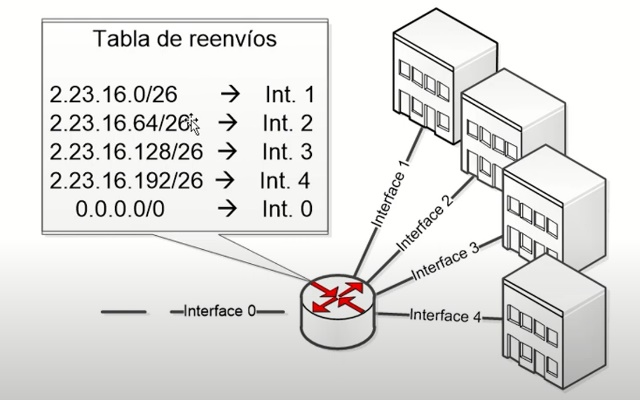 Tabla de reenvíos
2.23.16.0/26 → Int. 1
2.23.16.64/26 → Int. 2
2.23.16.128/26 → Int. 3
2.23.16.192/26 → Int. 4
0.0.0.0/0 → Int. 0
Interface 1
Interface 2
Interface 3
Interface 0
Interface 4